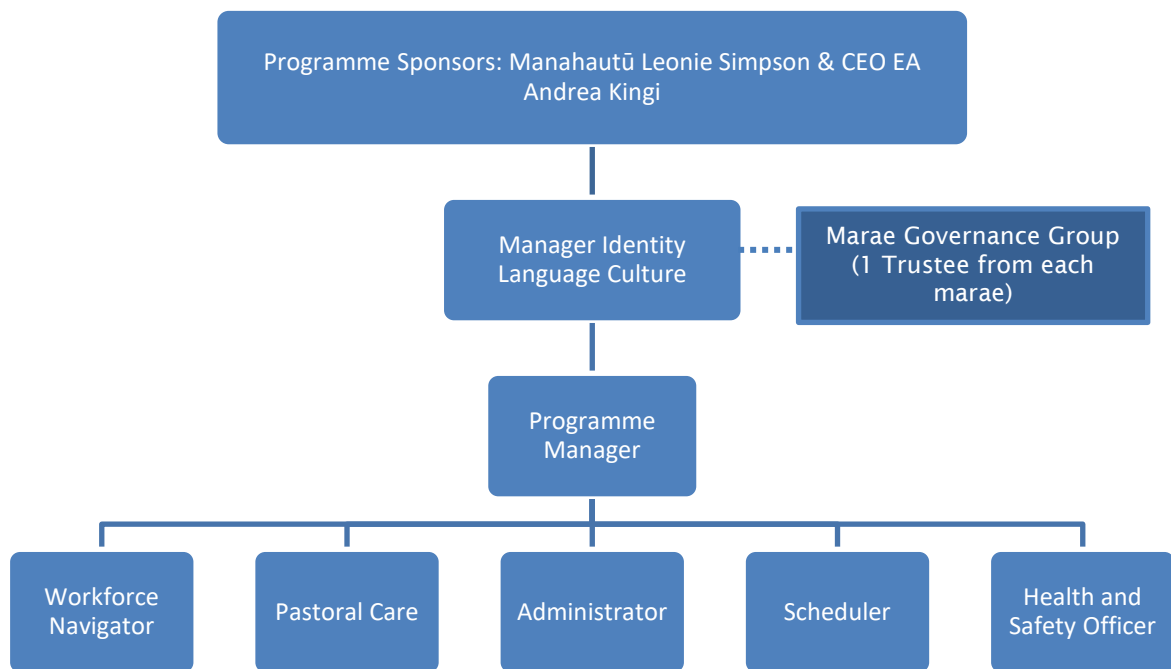 Programme Sponsors: Manahautū Leonie Simpson & CEO EA
Andrea Kingi
Manager Identity
Language Culture
Marae Governance Group
(1 Trustee from each
marae)
Programme
Manager
Workforce
Navigator
Pastoral Care
Administrator
Scheduler
Health and
Safety Officer